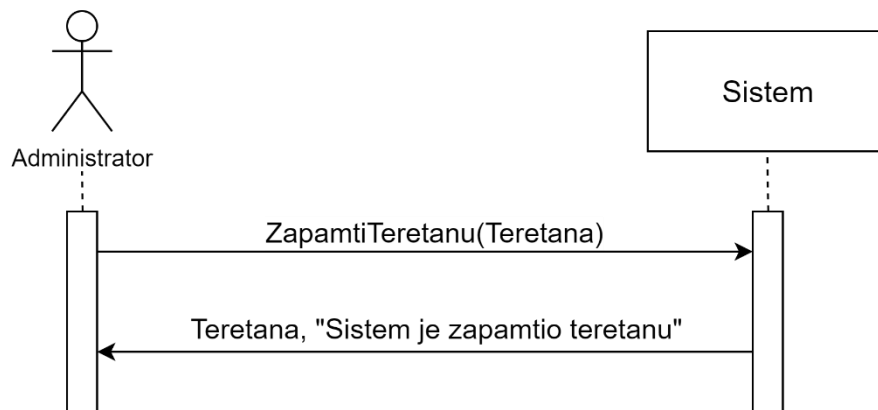 Sistem
Administrator
ZapamtiTeretanu(Teretana)
Teretana, "Sistem je zapamtio teretanu"